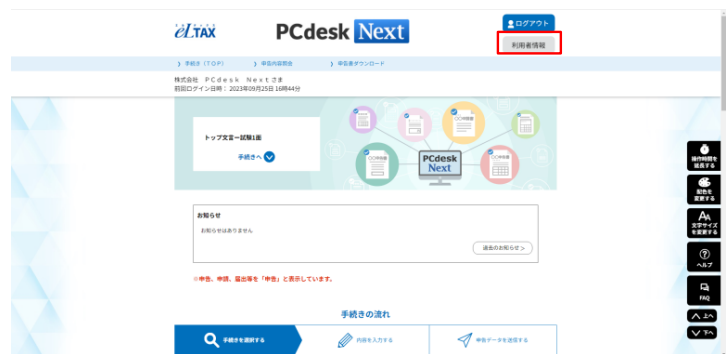 eLTAX
PCdesk Next
ログアウト
利用者情報
手続き (TOP)
申告内容照会
申告書ダウンロード
株式会社 PCdesk Nextさま
前回ログイン日時: 2023年09月25日 16時44分
トップ文言ー試験1面
手続きへ
PCdesk
Next
お知らせ
お知らせはありません
過去のお知らせ >
※申告、申請、届出等を「申告」と表示しています。
手続きの流れ
手続きを選択する
内容を入力する
申告データを送信する
操作時間を
延長する
配色を
変更する
AA
文字サイズ
を変更する
ヘルプ
FAQ
上へ
下へ